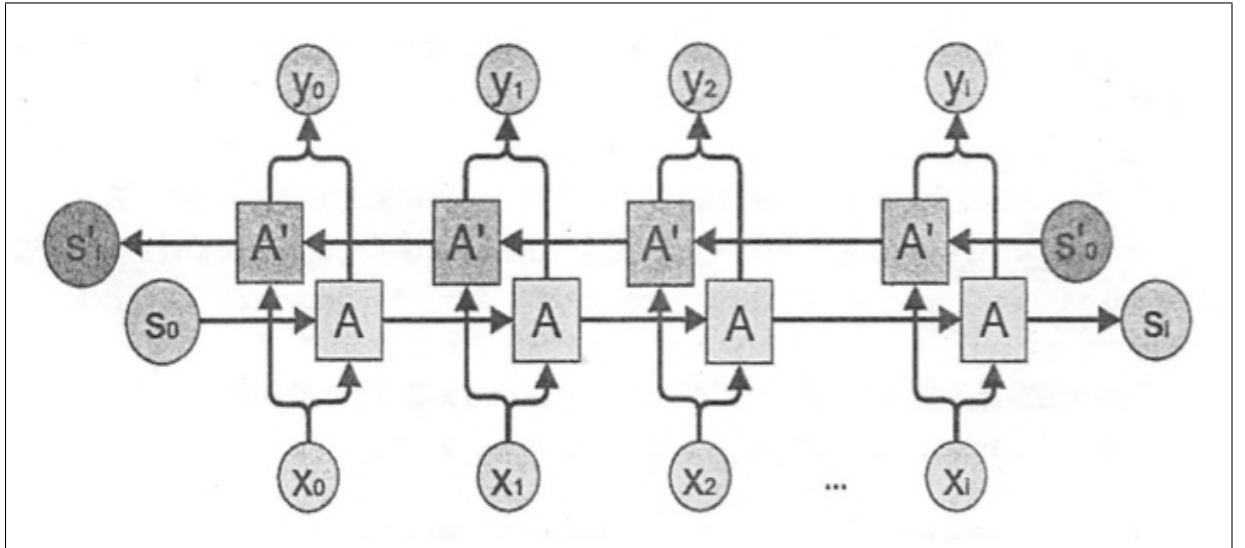 y₀ y₁ y₂ yᵢ
s'ᵢ A' A' A' A' s'₀
s₀ A A A A sᵢ
x₀ x₁ x₂ ... xᵢ